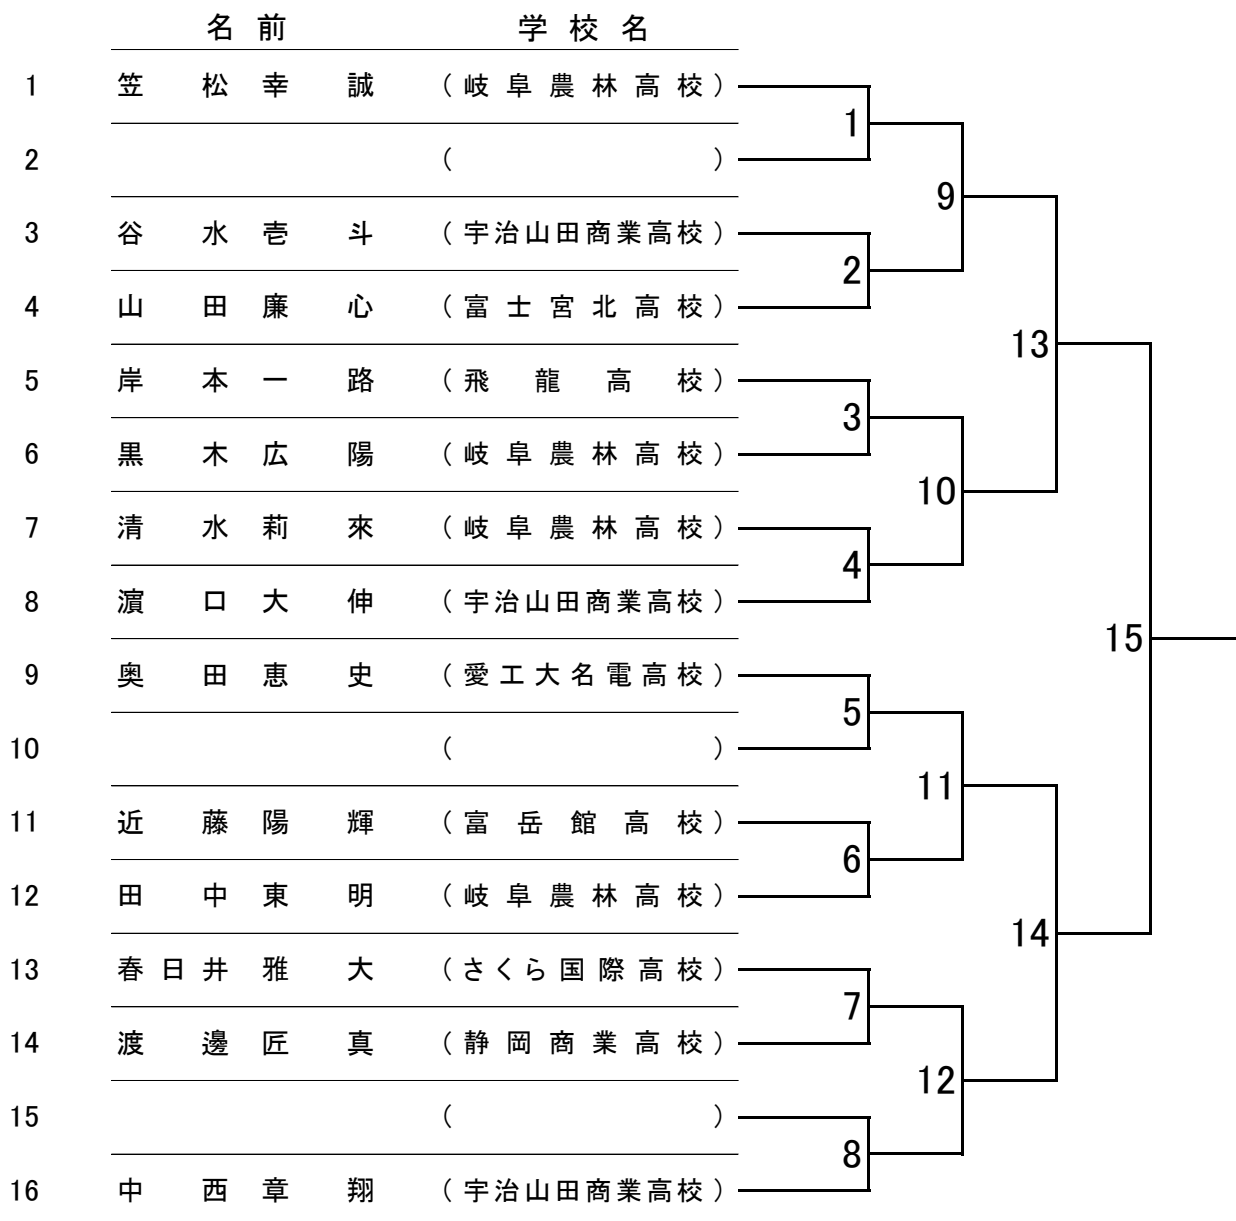 名前 学校名
1 笠松幸誠 (岐阜農林高校)
1
2 ( )
9
3 谷水壱斗 (宇治山田商業高校)
2
4 山田廉心 (富士宮北高校)
13
5 岸本一路 (飛龍高校)
3
6 黒木広陽 (岐阜農林高校)
10
7 清水莉來 (岐阜農林高校)
4
8 濵口大伸 (宇治山田商業高校)
15
9 奥田恵史 (愛工大名電高校)
5
10 ( )
11
11 近藤陽輝 (富岳館高校)
6
12 田中東明 (岐阜農林高校)
14
13 春日井雅大 (さくら国際高校)
7
14 渡邊匠真 (静岡商業高校)
12
15 ( )
8
16 中西章翔 (宇治山田商業高校)